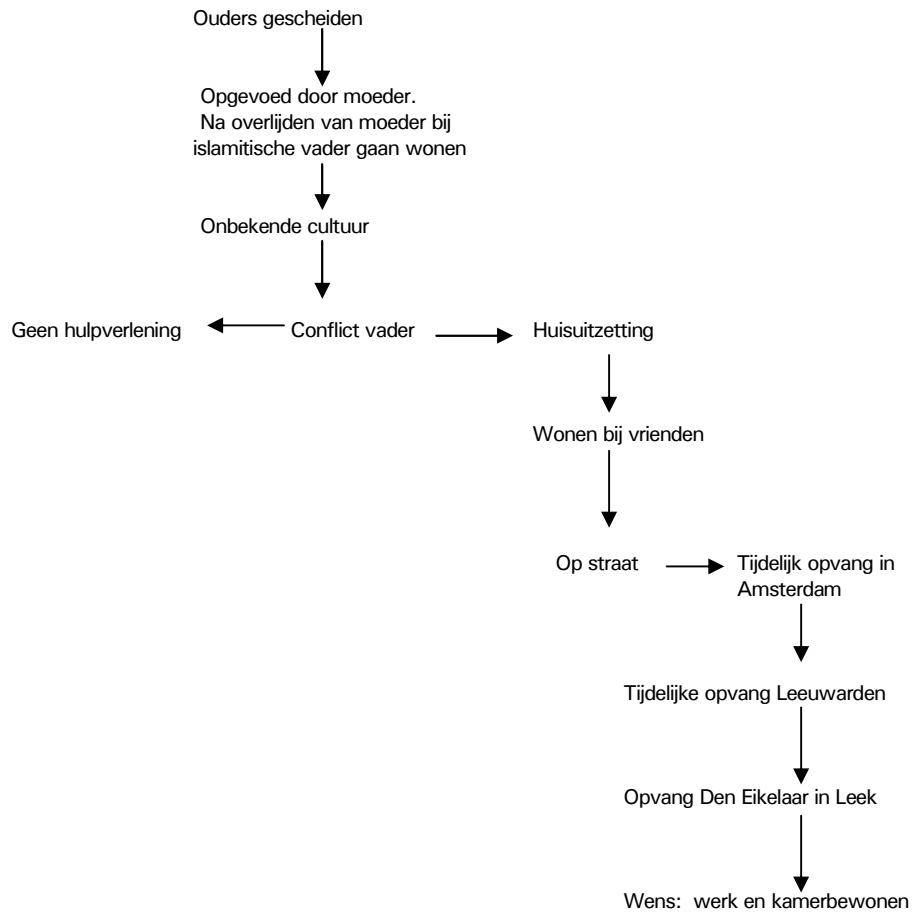 Ouders gescheiden
Opgevoed door moeder.
Na overlijden van moeder bij
islamitische vader gaan wonen
Onbekende cultuur
Geen hulpverlening
Conflict vader
Huisuitzetting
Wonen bij vrienden
Op straat
Tijdelijk opvang in
Amsterdam
Tijdelijke opvang Leeuwarden
Opvang Den Eikelaar in Leek
Wens: werk en kamerbewonen